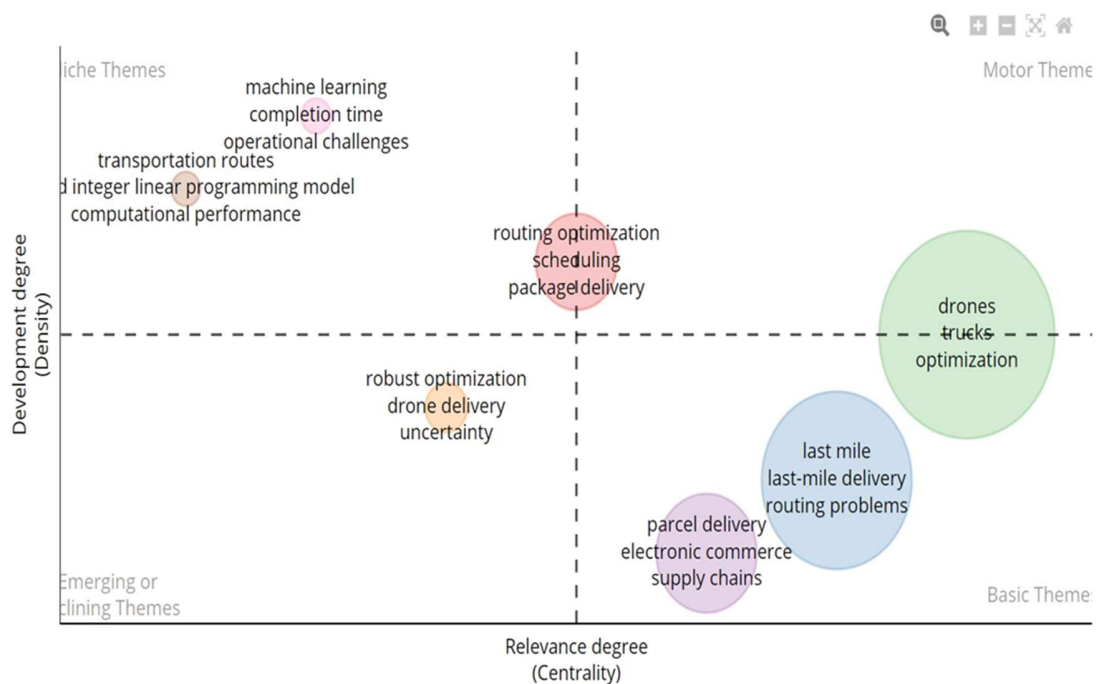 liche Themes
Motor Theme
machine learning
completion time
operational challenges
transportation routes
d integer linear programming model
computational performance
routing optimization
scheduling
package delivery
drones
trucks
optimization
robust optimization
drone delivery
uncertainty
last mile
last-mile delivery
routing problems
parcel delivery
electronic commerce
supply chains
Emerging or
clining Themes
Basic Theme
Development degree
(Density)
Relevance degree
(Centrality)